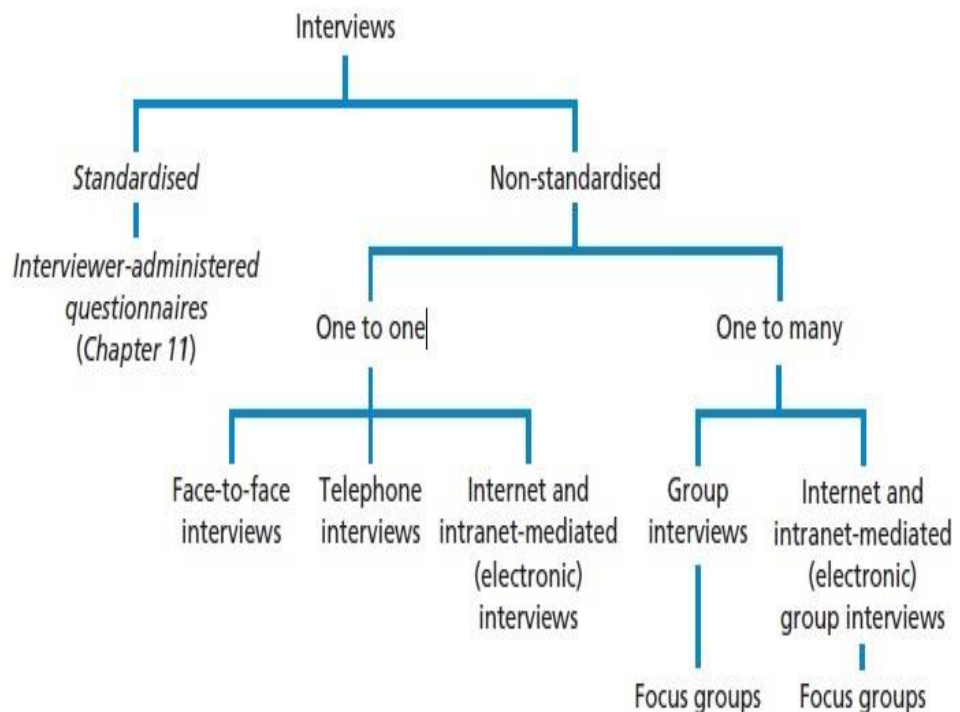 Interviews
Standardised
Non-standardised
Interviewer-administered
questionnaires
(Chapter 11)
One to one
One to many
Face-to-face
interviews
Telephone
interviews
Internet and
intranet-mediated
(electronic)
interviews
Group
interviews
Internet and
intranet-mediated
(electronic)
group interviews
Focus groups
Focus groups